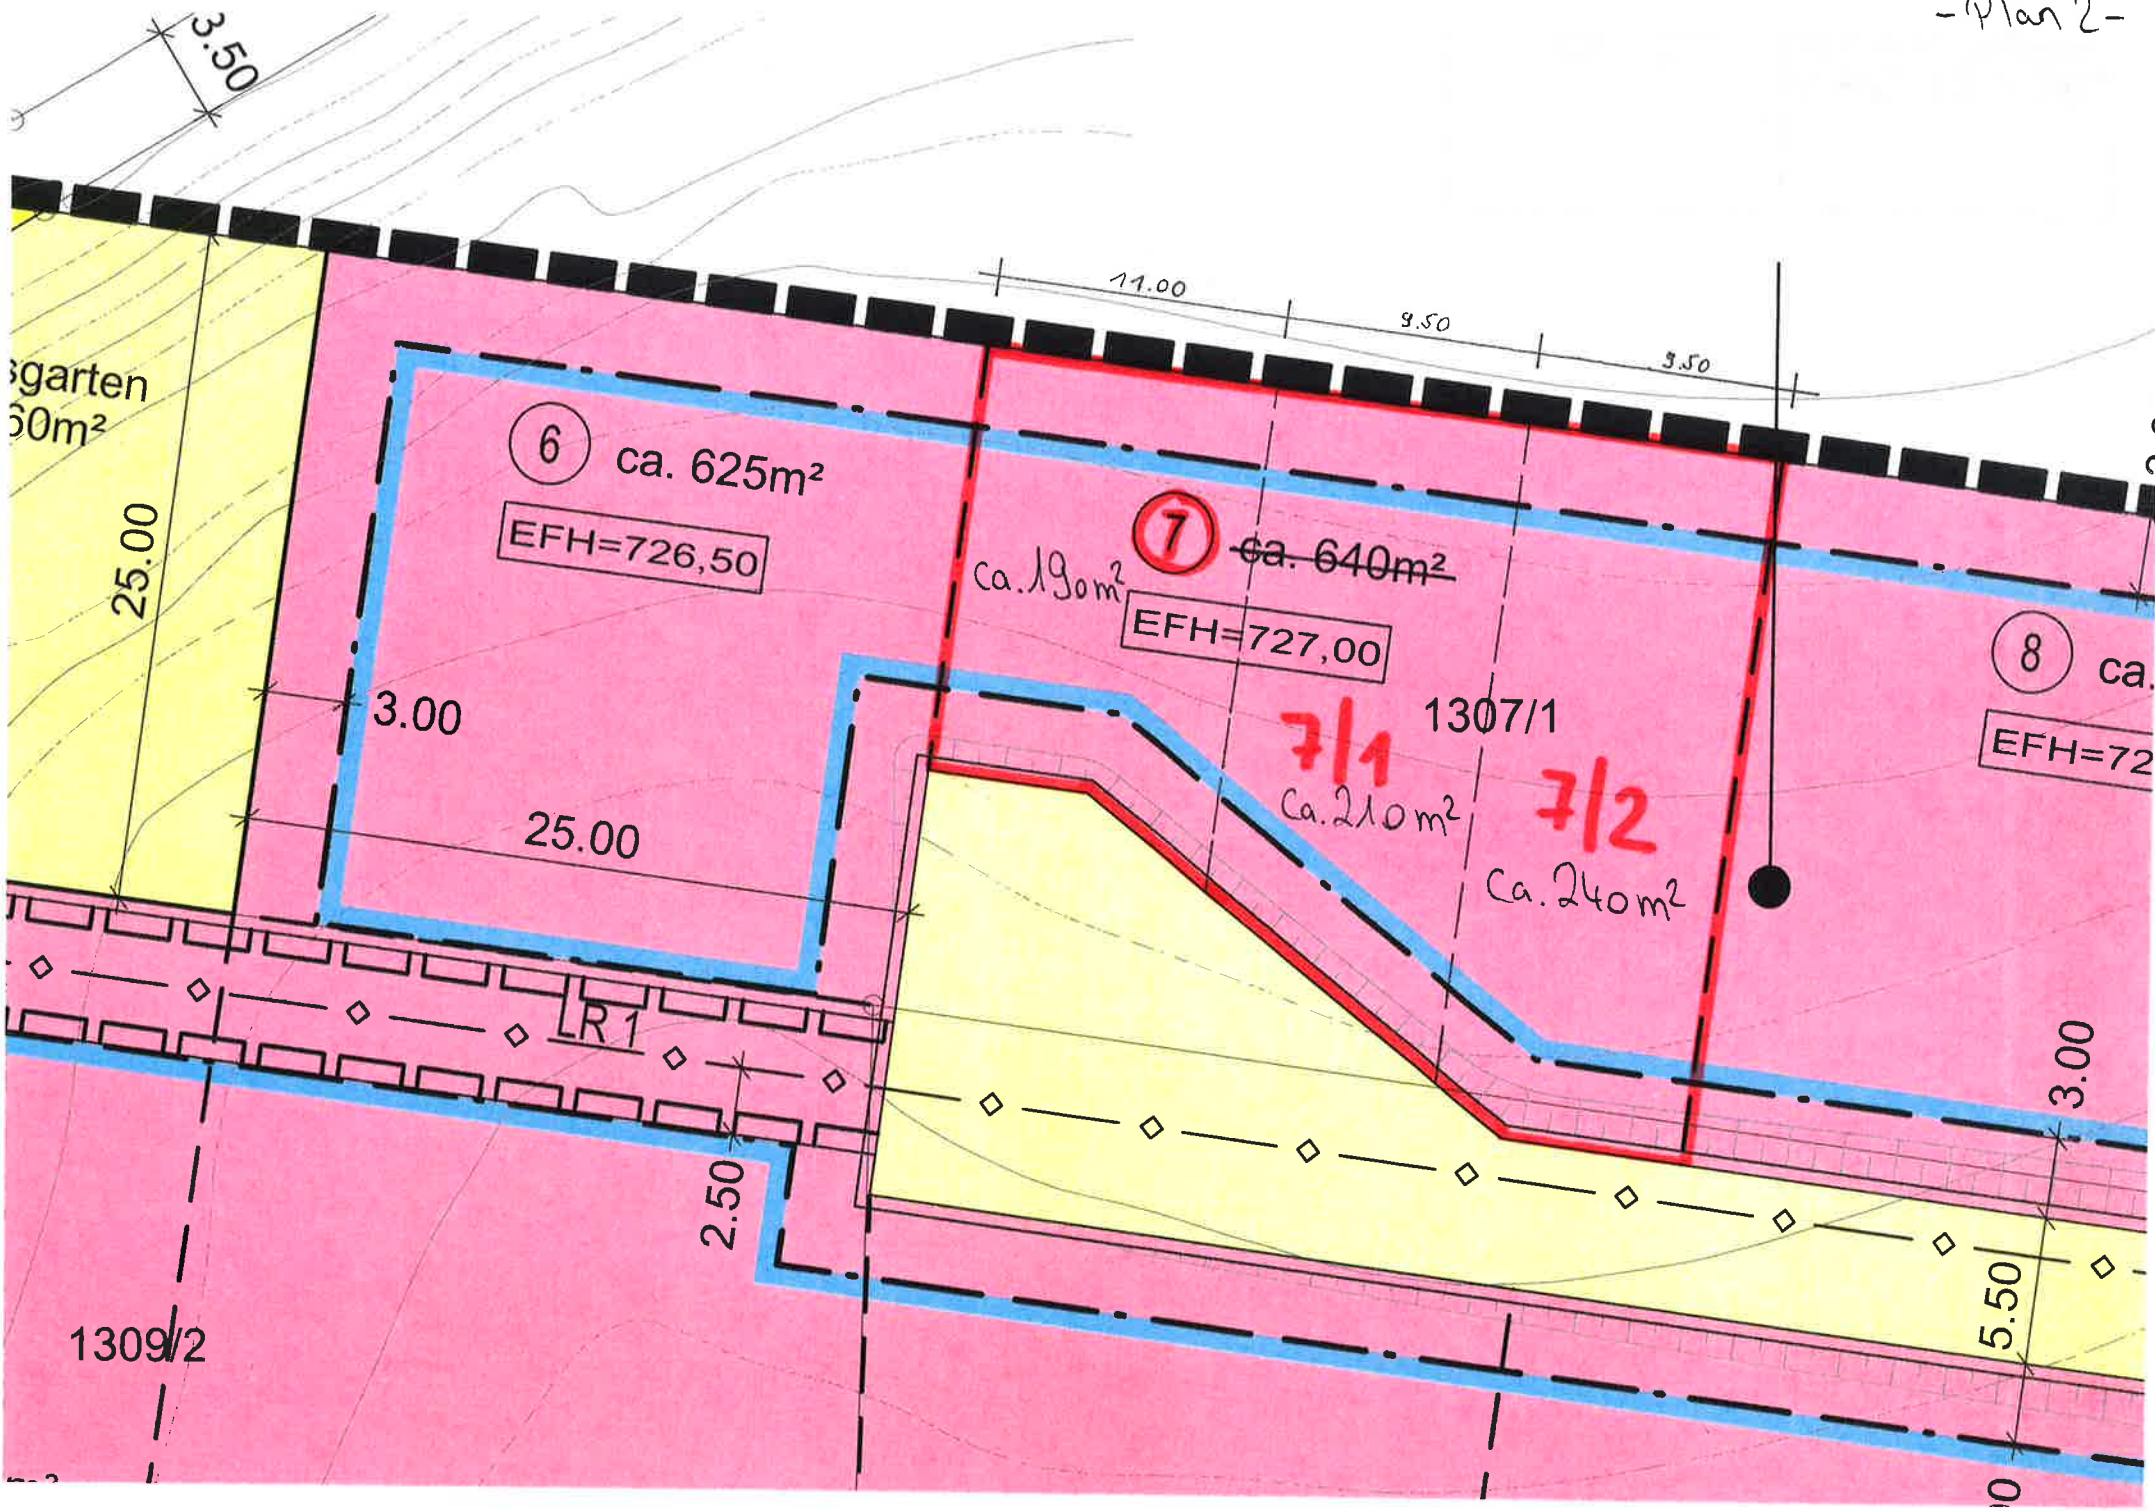 - Plan 2 -
3.50
11.00
9.50
9.50
sgarten
60m²
25.00
6 ca. 625m²
EFH=726,50
7 ca. 640m²
ca. 190m²
EFH=727,00
8 ca.
EFH=72
3.00
7/1
1307/1
ca. 210m²
7/2
ca. 240m²
25.00
LR 1
3.00
2.50
5.50
1309/2